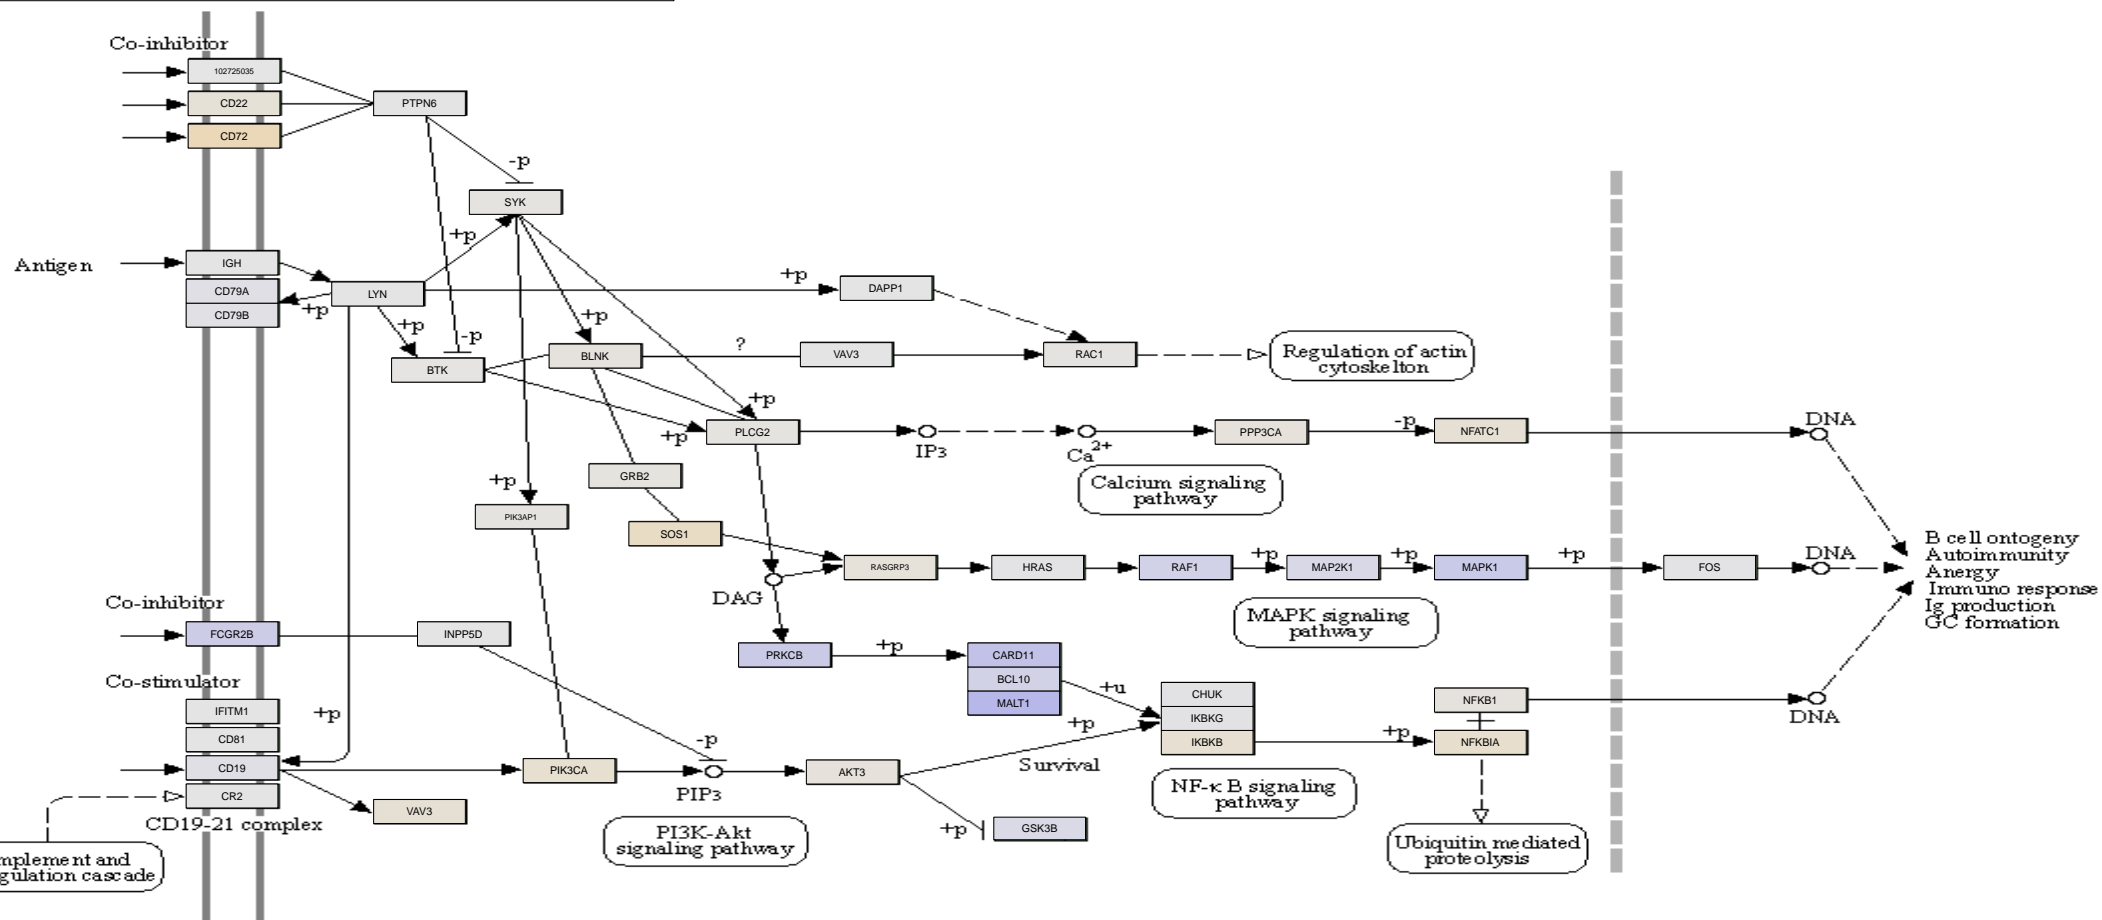 Co-inhibitor
102725035
CD22
PTPN6
CD72
-p
SYK
+p
Antigen
IGH
CD79A
LYN
+p
DAPP1
CD79B
+p
+p
+p
-p
?
BLNK
VAV3
RAC1
Regulation of actin
cytoskelton
BTK
+p
PLCG2
+p
IP3
Ca2+
PPP3CA
-p
NFATC1
DNA
GRB2
Calcium signaling
pathway
+p
PIK3AP1
SOS1
B cell ontogeny
Autoimmunity
Anergy
Immuno response
Ig production
GC formation
RASGRP3
HRAS
RAF1
+p
MAP2K1
+p
MAPK1
+p
FOS
DNA
DAG
Co-inhibitor
MAPK signaling
pathway
FCGR2B
INPP5D
PRKCB
+p
CARD11
BCL10
MALT1
+u
Co-stimulator
CHUK
IKBKG
IKBKB
+p
NFKB1
DNA
IFITM1
+p
CD81
-p
+p
NFKBIA
CD19
PIK3CA
PIP3
AKT3
Survival
CR2
VAV3
NF-κ B signaling
pathway
CD19-21 complex
PI3K-Akt
signaling pathway
+p
GSK3B
Ubiquitin mediated
proteolysis
mplement and
gulation cascade